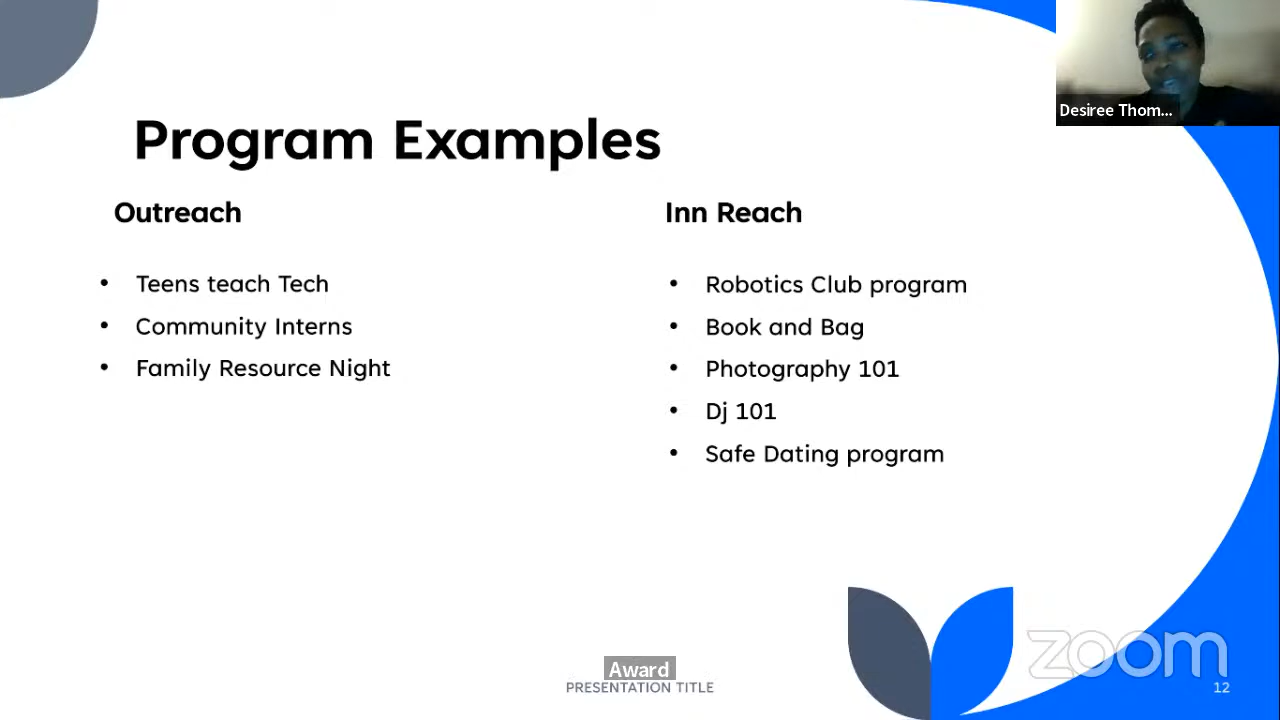 Desiree Thom...
Program Examples
Outreach
• Teens teach Tech
• Community Interns
• Family Resource Night
Inn Reach
• Robotics Club program
• Book and Bag
• Photography 101
• Dj 101
• Safe Dating program
Award
PRESENTATION TITLE
zoom
12